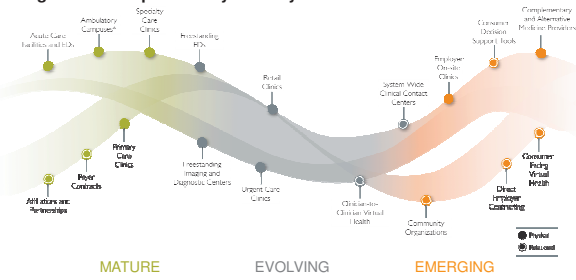 Acute Care
Facilities and EDs
Ambulatory
Campuses*
Specialty
Care
Clinics
Freestanding
EDs
Retail
Clinics
System Wide
Clinical Contact
Centers
Employer
On-site
Clinics
Consumer
Decision
Support Tools
Complementary
and Alternative
Medicine Providers
Primary
Care
Clinics
Payer
Contracts
Affiliations and
Partnerships
Freestanding
Imaging and
Diagnostic Centers
Urgent Care
Clinics
Clinician-to-
Clinician Virtual
Health
Community
Organizations
Direct
Employer
Contracting
Consumer
Facing
Virtual
Health
Physical
MATURE
EVOLVING
EMERGING